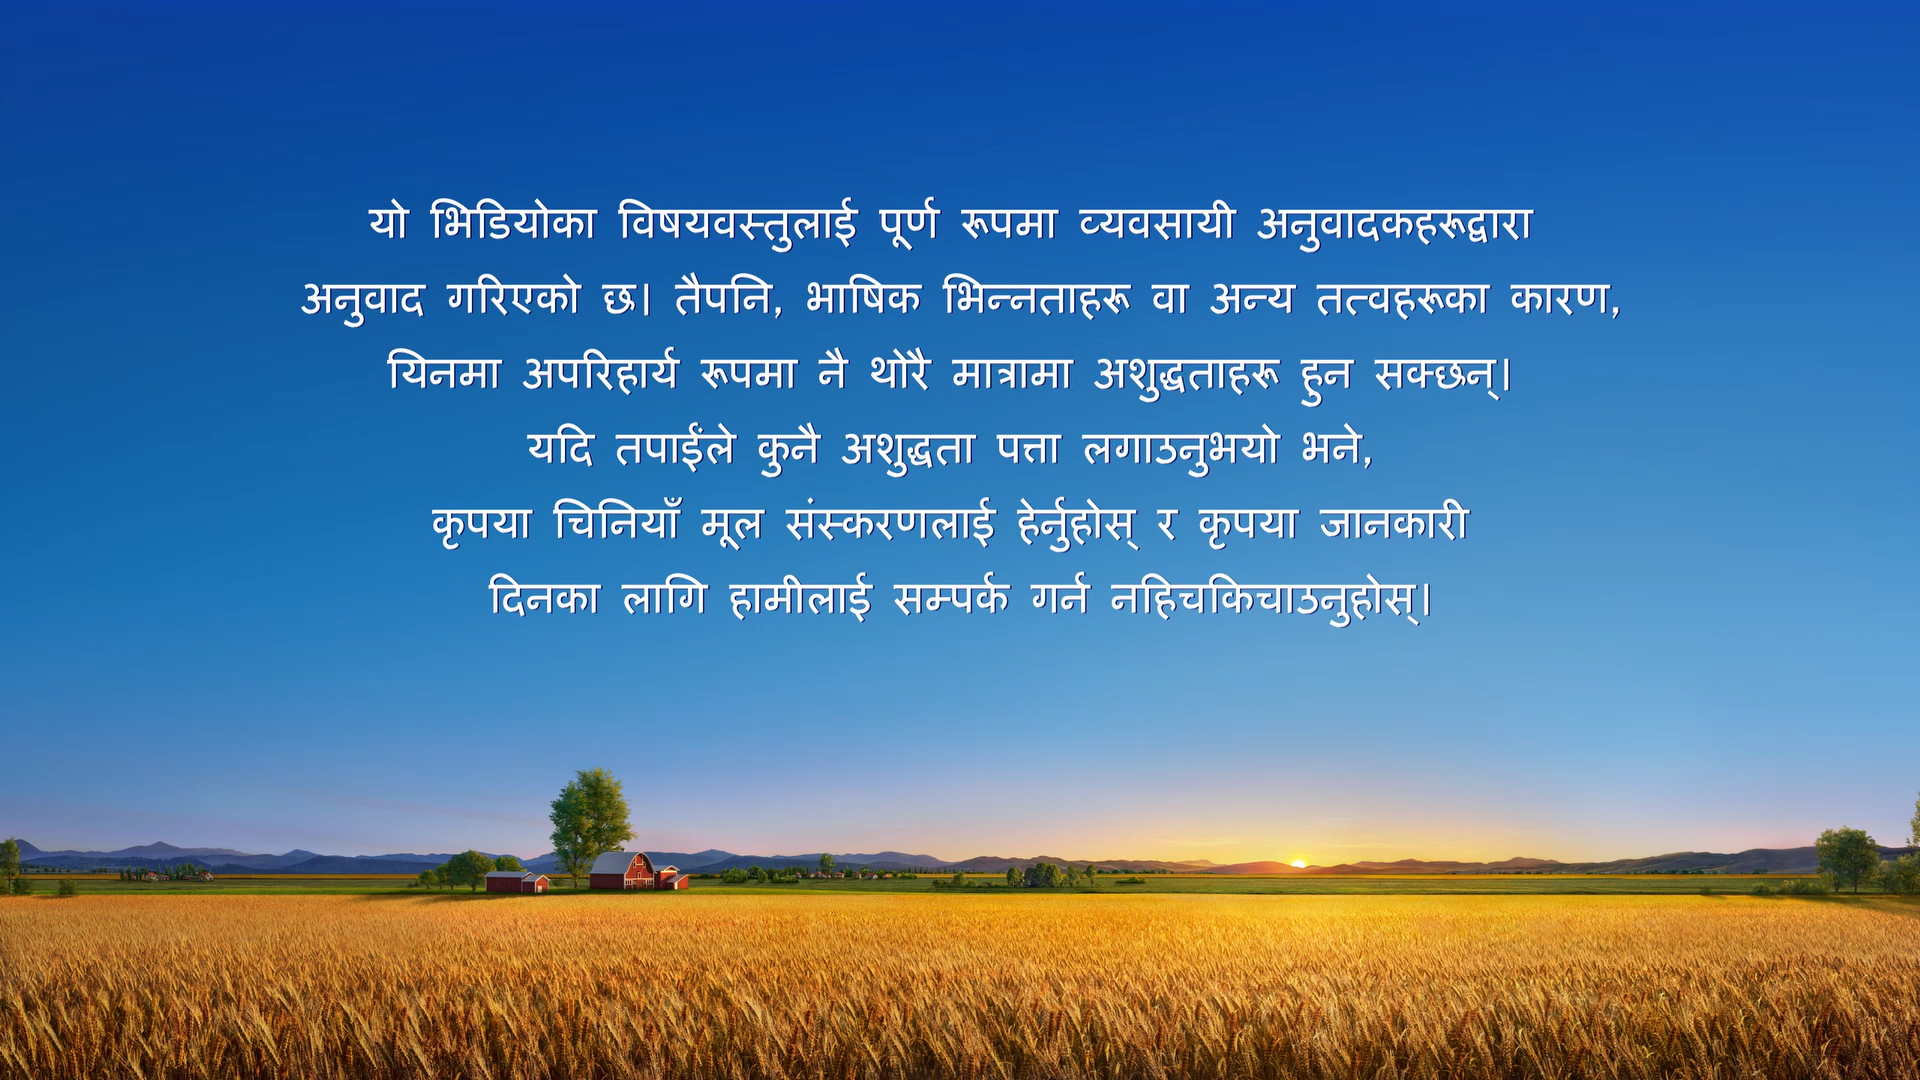 यो भिडियोका विषयवस्तुलाई पूर्ण रूपमा व्यवसायी अनुवादकहरूद्वारा
अनुवाद गरिएको छ। तैपनि, भाषिक भिन्नताहरू वा अन्य तत्वहरूका कारण,
यिनमा अपरिहार्य रूपमा नै थोरै मात्रामा अशुद्धताहरू हुन सक्छन्।
यदि तपाईंले कुनै अशुद्धता पत्ता लगाउनुभयो भने,
कृपया चिनियाँ मूल संस्करणलाई हेर्नुहोस् र कृपया जानकारी
दिनका लागि हामीलाई सम्पर्क गर्न नहिचकिचाउनुहोस्।